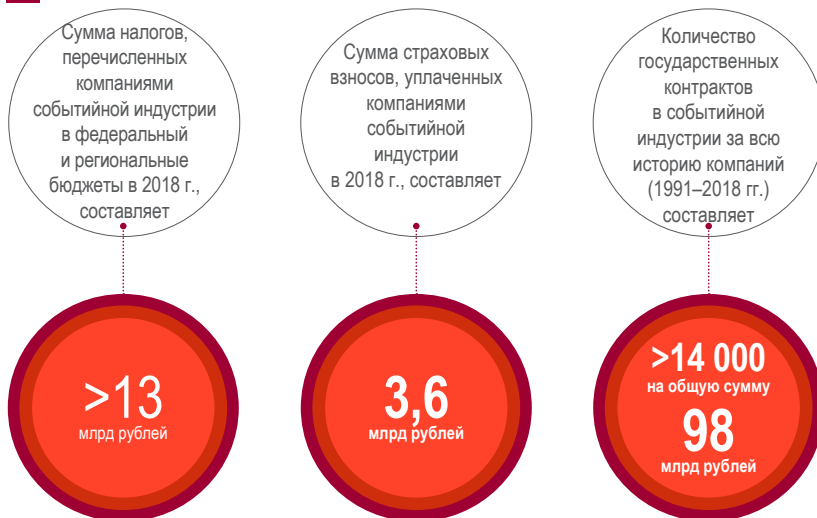 Сумма налогов,
перечисленных
компаниями
событийной индустрии
в федеральный
и региональные
бюджеты в 2018 г.,
составляет
>13
млрд рублей
Сумма страховых
взносов, уплаченных
компаниями
событийной
индустрии
в 2018 г., составляет
3,6
млрд рублей
Количество
государственных
контрактов
в событийной
индустрии за всю
историю компаний
(1991–2018 гг.)
составляет
>14 000
на общую сумму
98
млрд рублей